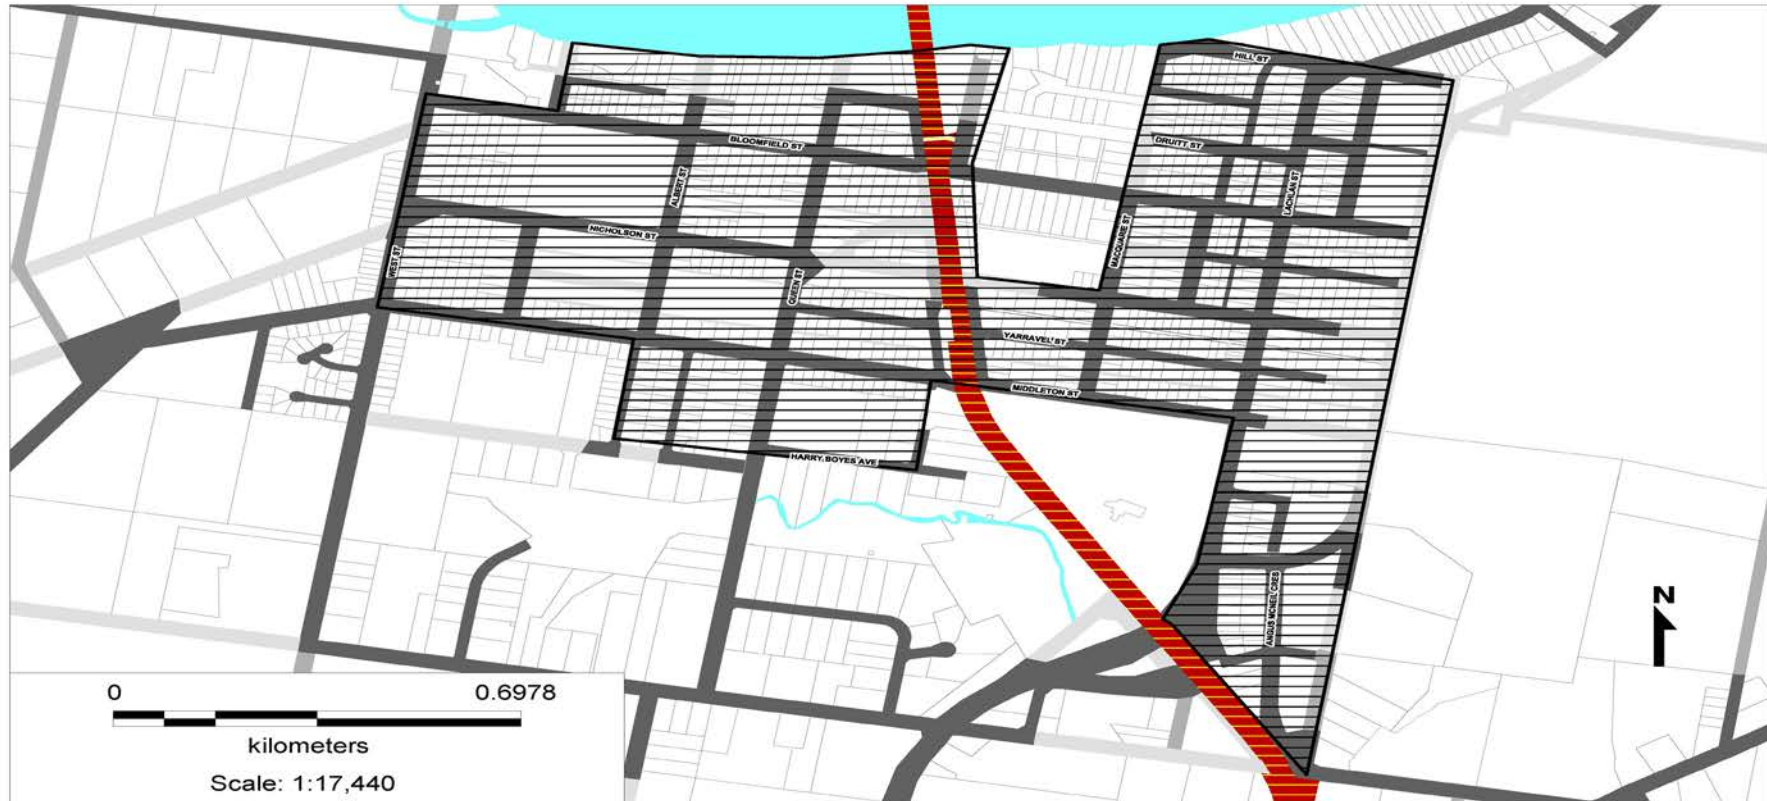 HILL ST
DRUITT ST
BLOOMFIELD ST
ALBERT ST
LACHLAN ST
NICHOLSON ST
MACQUARIE ST
WEST ST
QUEEN ST
YARRAVEL ST
MIDDLETON ST
HARRY BOYES AVE
ANGUS MCNEIL CRES
N
0 0.6978
kilometers
Scale: 1:17,440